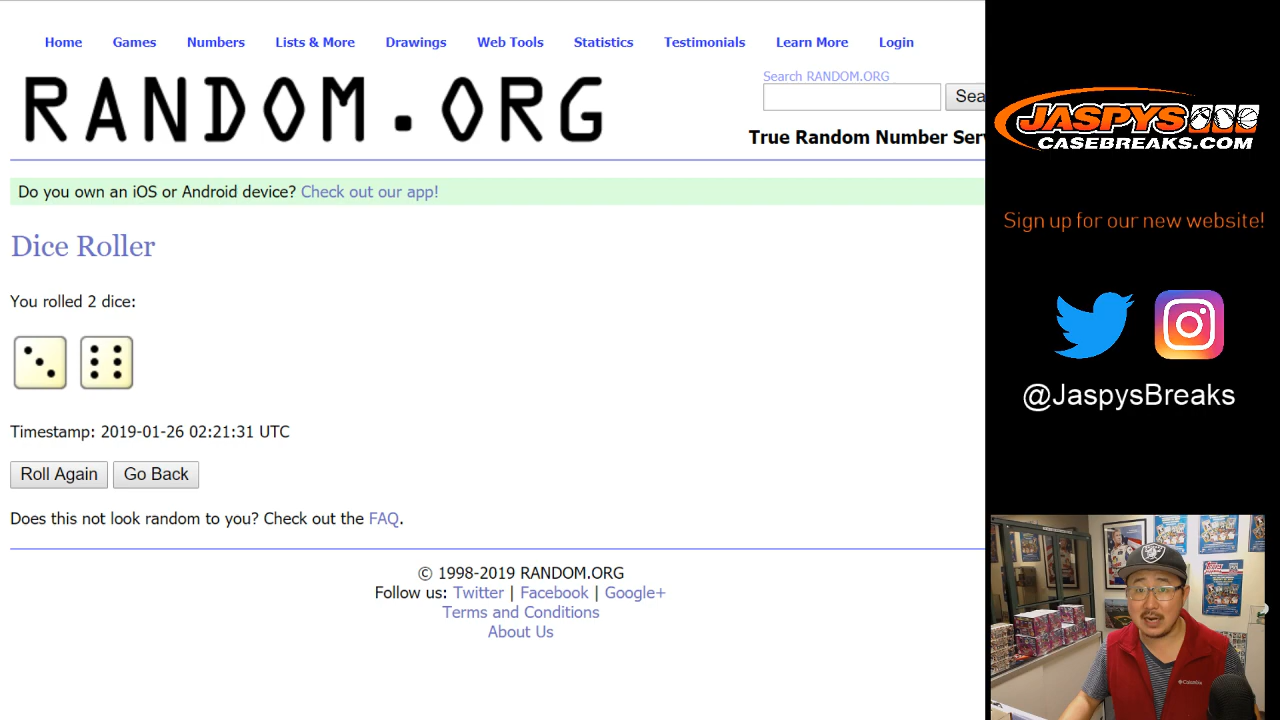 Home Games Numbers Lists & More Drawings Web Tools Statistics Testimonials Learn More Login
RANDOM.ORG
Search RANDOM.ORG
Sea
True Random Number Ser
Do you own an iOS or Android device? Check out our app!
Dice Roller
You rolled 2 dice:
Timestamp: 2019-01-26 02:21:31 UTC
Roll Again Go Back
Does this not look random to you? Check out the FAQ.
© 1998-2019 RANDOM.ORG
Follow us: Twitter | Facebook | Google+
Terms and Conditions
About Us
JASPYS
CASEBREAKS.COM
Sign up for our new website!
@JaspysBreaks
Columbia